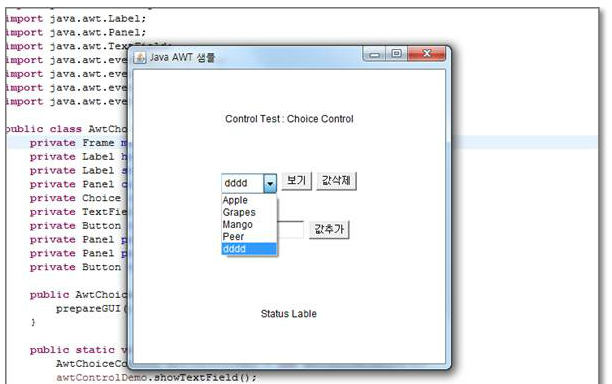 import java.awt.Label;
import java.awt.Panel;
import java.awt.TextField;
import java.awt.eve
import java.awt.eve
import java.awt.eve
import java.awt.eve
Java AWT 샘플
Control Test : Choice Control
dddd 보기 값삭제
Apple
Grapes
Mango
Peer
dddd
값추가
Status Lable
public class AwtCho
private Frame m
private Label h
private Label s
private Panel c
private Choice
private TextFie
private Button
private Panel p
private Panel p
private Button
public AwtChoic
prepareGUI(
}
public static v
AwtChoiceCo
awtControlDemo.showTextField();